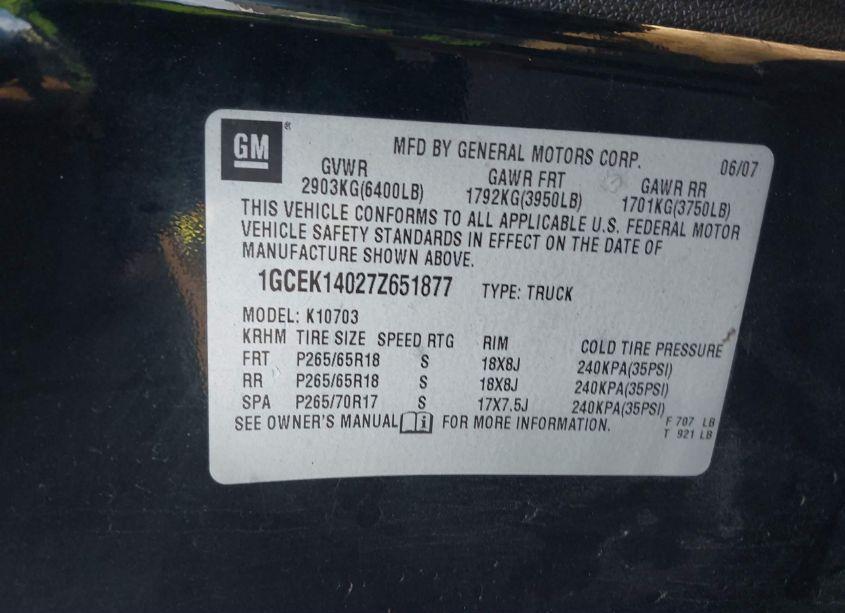 GM®
MFD BY GENERAL MOTORS CORP. 06/07
GVWR GAWR FRT GAWR RR
2903KG(6400LB) 1792KG(3950LB) 1701KG(3750LB)
THIS VEHICLE CONFORMS TO ALL APPLICABLE U.S. FEDERAL MOTOR
VEHICLE SAFETY STANDARDS IN EFFECT ON THE DATE OF
MANUFACTURE SHOWN ABOVE.
1GCEK14027Z651877 TYPE: TRUCK
MODEL: K10703
KRHM TIRE SIZE SPEED RTG RIM COLD TIRE PRESSURE
FRT P265/65R18 S 18X8J 240KPA(35PSI)
RR P265/65R18 S 18X8J 240KPA(35PSI)
SPA P265/70R17 S 17X7.5J 240KPA(35PSI)
SEE OWNER'S MANUAL i FOR MORE INFORMATION.
F 707 LB
T 921 LB